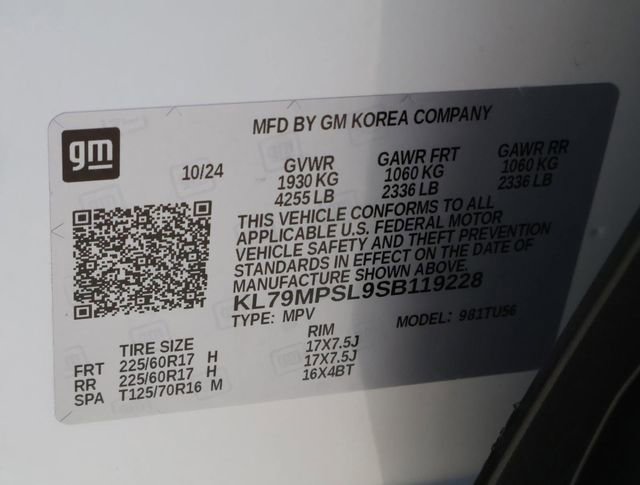 MFD BY GM KOREA COMPANY
gm
10/24
GVWR GAWR FRT GAWR RR
1930 KG 1060 KG 1060 KG
4255 LB 2336 LB 2336 LB
THIS VEHICLE CONFORMS TO ALL
APPLICABLE U.S. FEDERAL MOTOR
VEHICLE SAFETY AND THEFT PREVENTION
STANDARDS IN EFFECT ON THE DATE OF
MANUFACTURE SHOWN ABOVE.
KL79MPSL9SB119228
TYPE: MPV MODEL: 981TU56
TIRE SIZE RIM
FRT 225/60R17 H 17X7.5J
RR 225/60R17 H 17X7.5J
SPA T125/70R16 M 16X4BT